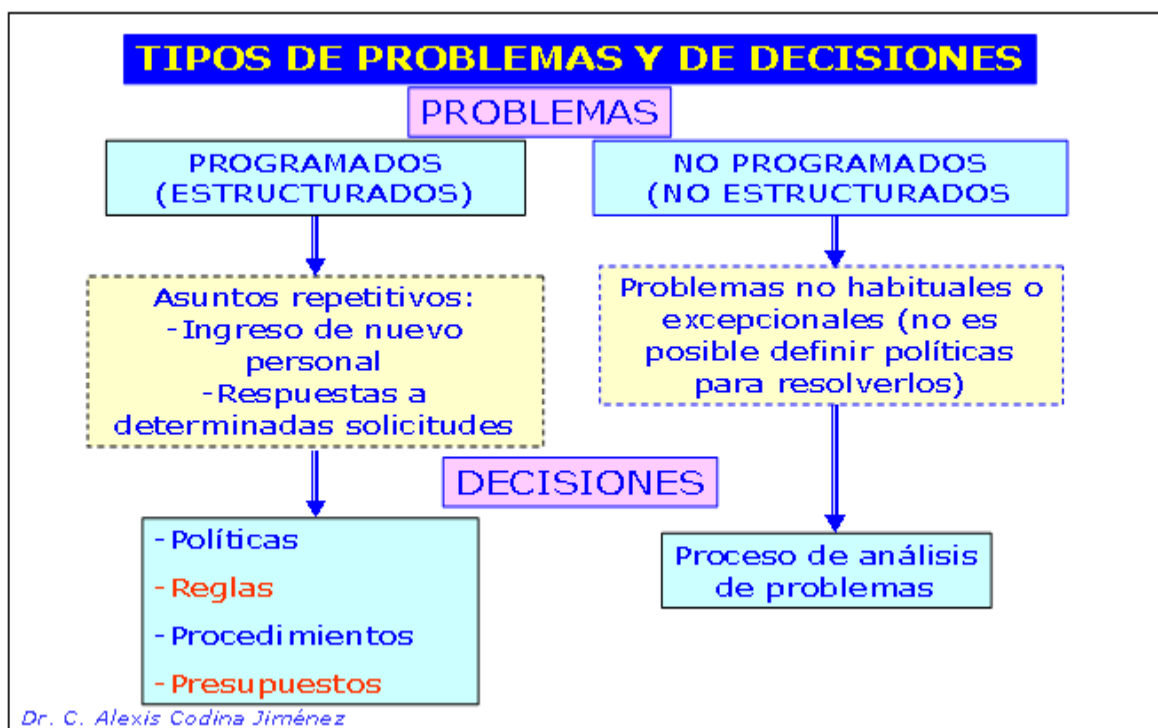 TIPOS DE PROBLEMAS Y DE DECISIONES
PROBLEMAS
PROGRAMADOS
(ESTRUCTURADOS)
NO PROGRAMADOS
(NO ESTRUCTURADOS
Asuntos repetitivos:
-Ingreso de nuevo
personal
-Respuestas a
determinadas solicitudes
Problemas no habituales o
excepcionales (no es
posible definir políticas
para resolverlos)
DECISIONES
-Políticas
-Reglas
-Procedimientos
-Presupuestos
Proceso de análisis
de problemas
Dr. C. Alexis Codina Jiménez